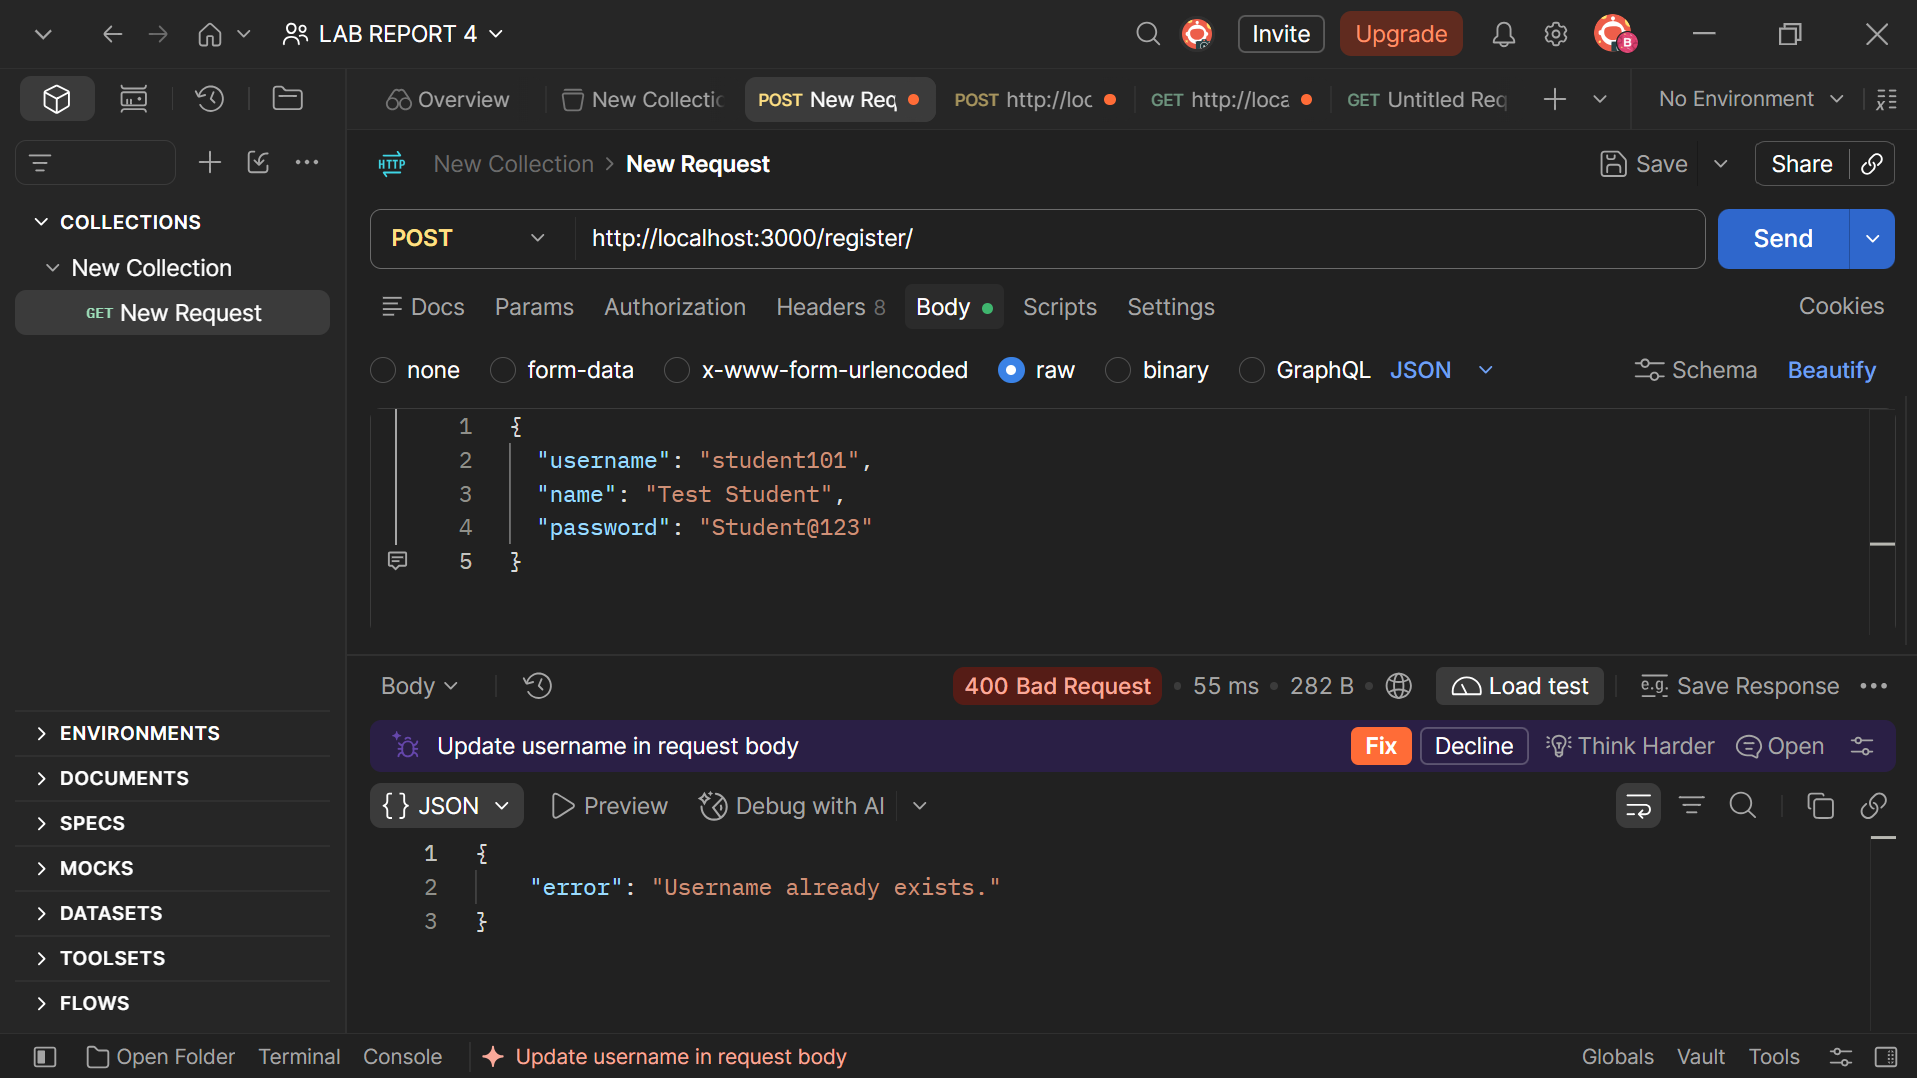 LAB REPORT 4
Invite
Upgrade
B
Overview
New Collectio
POST New Req
POST http://loc
GET http://loca
GET Untitled Req
No Environment
HTTP New Collection > New Request
Save
Share
COLLECTIONS
New Collection
GET New Request
POST
http://localhost:3000/register/
Send
Docs
Params
Authorization
Headers 8
Body
Scripts
Settings
Cookies
none
form-data
x-www-form-urlencoded
raw
binary
GraphQL
JSON
Schema
Beautify
1 {
2 "username": "student101",
3 "name": "Test Student",
4 "password": "Student@123"
5 }
Body
400 Bad Request
55 ms
282 B
Load test
e.g. Save Response
Update username in request body
Fix
Decline
Think Harder
Open
{} JSON
Preview
Debug with AI
1 {
2 "error": "Username already exists."
3 }
ENVIRONMENTS
DOCUMENTS
SPECS
MOCKS
DATASETS
TOOLSETS
FLOWS
Open Folder
Terminal
Console
Update username in request body
Globals
Vault
Tools